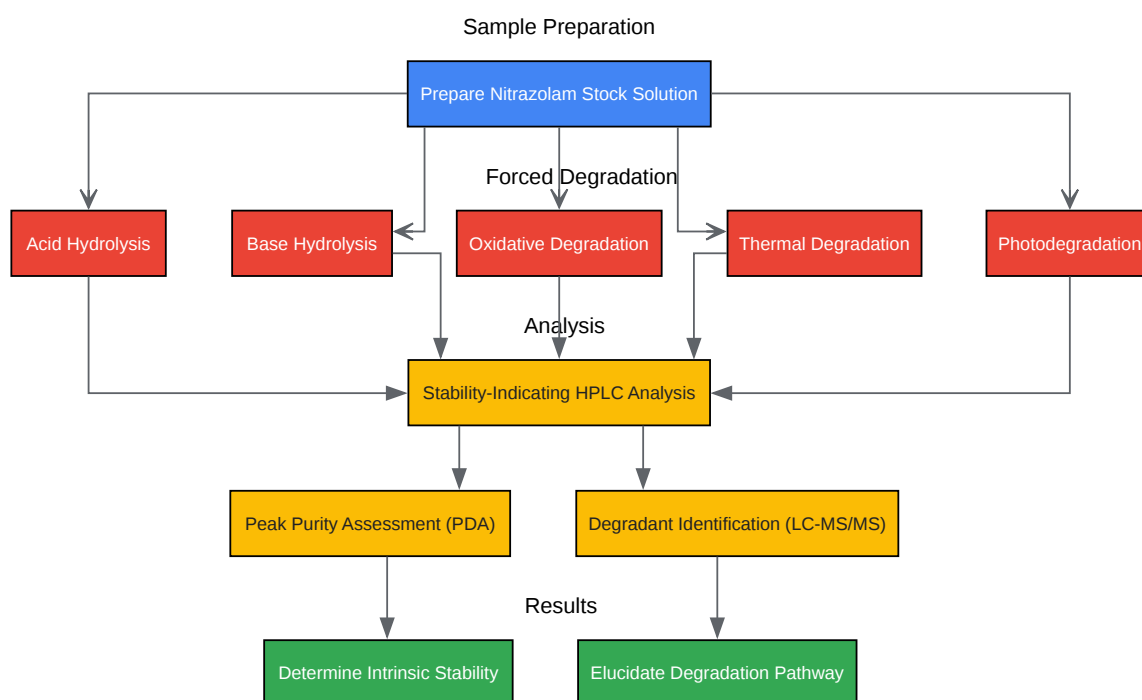 Sample Preparation
Prepare Nitrazolam Stock Solution
Forced Degradation
Acid Hydrolysis
Base Hydrolysis
Oxidative Degradation
Thermal Degradation
Photodegradation
Analysis
Stability-Indicating HPLC Analysis
Peak Purity Assessment (PDA)
Degradant Identification (LC-MS/MS)
Results
Determine Intrinsic Stability
Elucidate Degradation Pathway